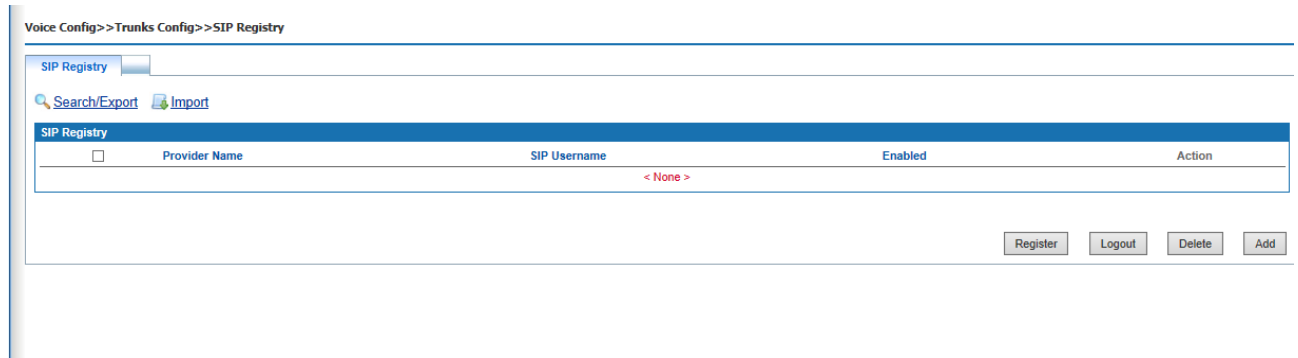 Voice Config>>Trunks Config>>SIP Registry
SIP Registry
Search/Export Import
SIP Registry
Provider Name SIP Username Enabled Action
< None >
Register Logout Delete Add